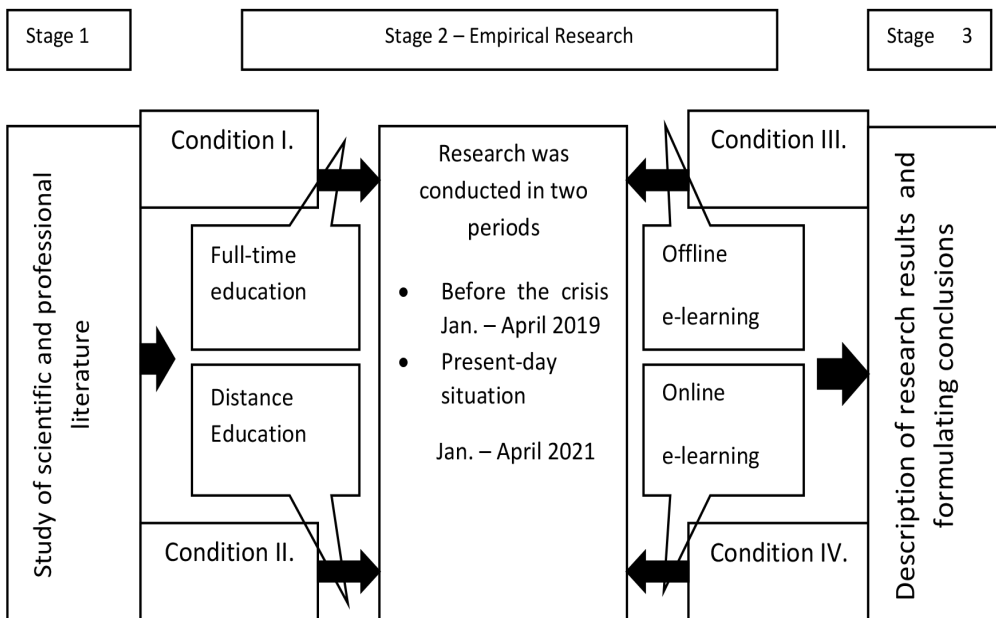 Stage 1
Stage 2 – Empirical Research
Stage 3
Study of scientific and professional
literature
Condition I.
Full-time
education
Distance
Education
Condition II.
Research was
conducted in two
periods
• Before the crisis
Jan. – April 2019
• Present-day
situation
Jan. – April 2021
Condition III.
Offline
e-learning
Online
e-learning
Condition IV.
Description of research results and
formulating conclusions